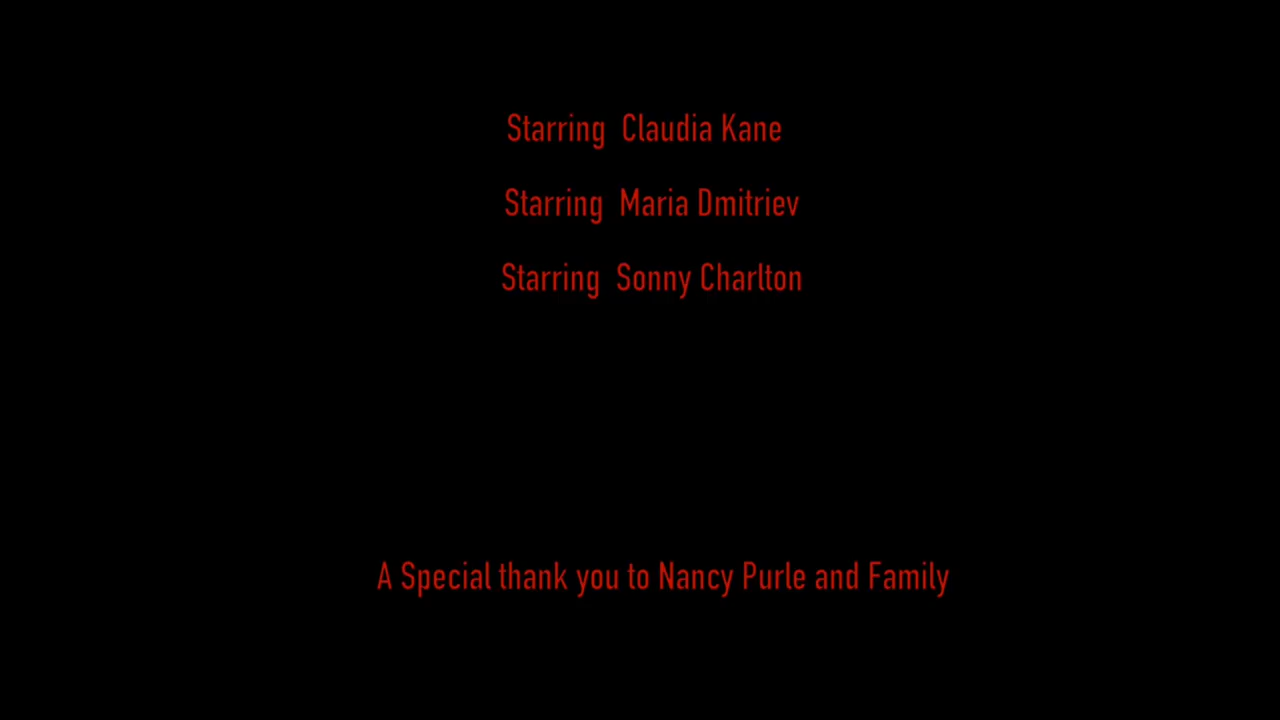 Starring  Claudia Kane
Starring  Maria Dmitriev
Starring  Sonny Charlton
A Special thank you to Nancy Purle and Family